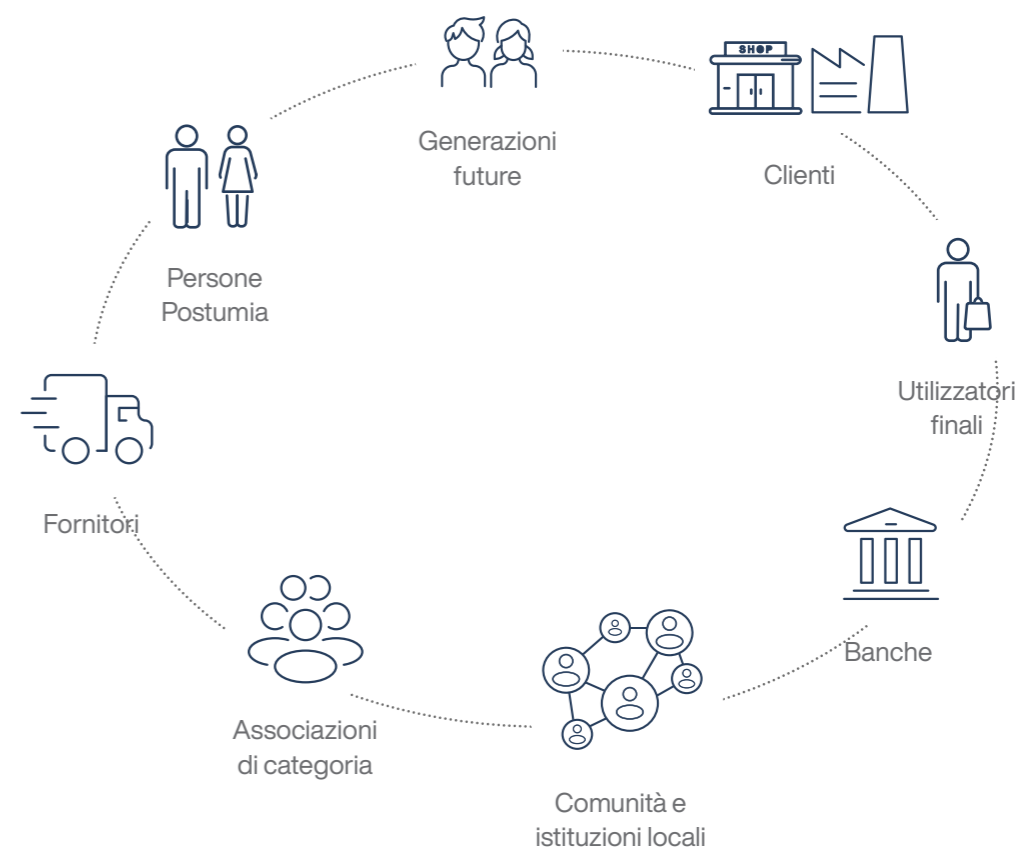 SHOP
Generazioni
future
Clienti
Persone
Postumia
Utilizzatori
finali
Fornitori
Banche
Associazioni
di categoria
Comunità e
istituzioni locali